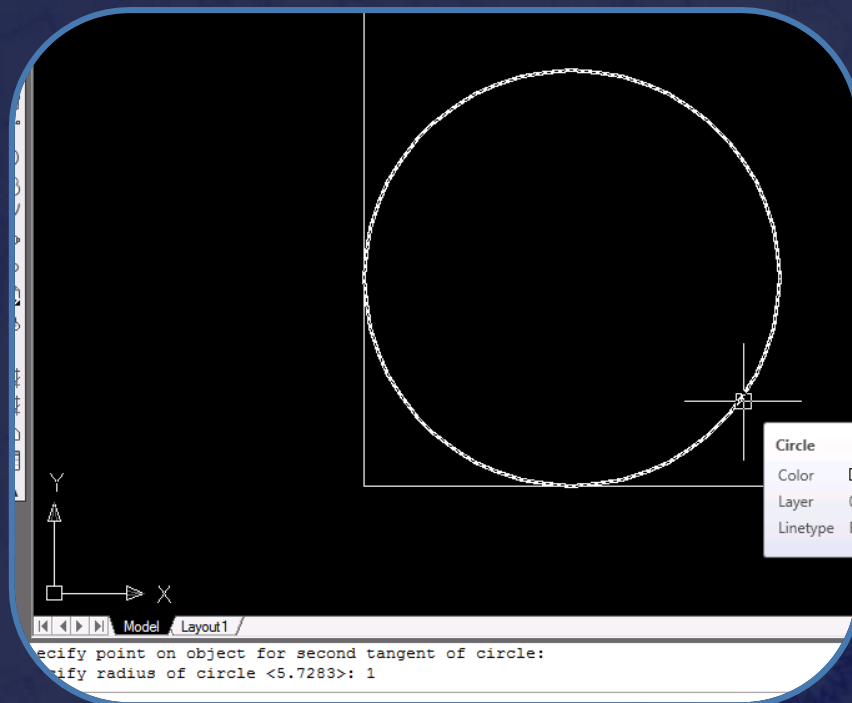 Circle
Color
Layer
Linetype
Y
X
Model Layout1
ecify point on object for second tangent of circle:
ify radius of circle <5.7283>: 1